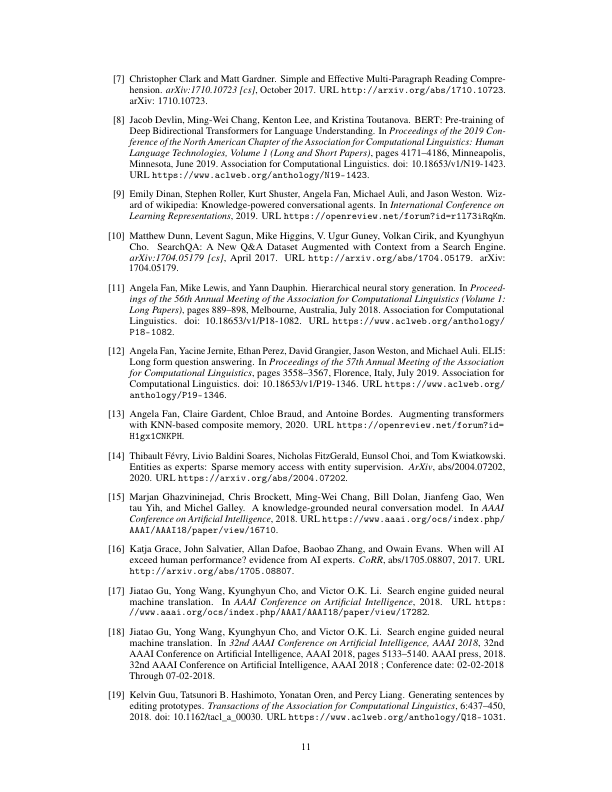 [7] Christopher Clark and Matt Gardner. Simple and Effective Multi-Paragraph Reading Compre-
hension. arXiv:1710.10723 [cs], October 2017. URL http://arxiv.org/abs/1710.10723.
arXiv: 1710.10723.
[8] Jacob Devlin, Ming-Wei Chang, Kenton Lee, and Kristina Toutanova. BERT: Pre-training of
Deep Bidirectional Transformers for Language Understanding. In Proceedings of the 2019 Con-
ference of the North American Chapter of the Association for Computational Linguistics: Human
Language Technologies, Volume 1 (Long and Short Papers), pages 4171–4186, Minneapolis,
Minnesota, June 2019. Association for Computational Linguistics. doi: 10.18653/v1/N19-1423.
URL https://www.aclweb.org/anthology/N19-1423.
[9] Emily Dinan, Stephen Roller, Kurt Shuster, Angela Fan, Michael Auli, and Jason Weston. Wiz-
ard of wikipedia: Knowledge-powered conversational agents. In International Conference on
Learning Representations, 2019. URL https://openreview.net/forum?id=r1l73iRqKm.
[10] Matthew Dunn, Levent Sagun, Mike Higgins, V. Ugur Guney, Volkan Cirik, and Kyunghyun
Cho. SearchQA: A New Q&A Dataset Augmented with Context from a Search Engine.
arXiv:1704.05179 [cs], April 2017. URL http://arxiv.org/abs/1704.05179. arXiv:
1704.05179.
[11] Angela Fan, Mike Lewis, and Yann Dauphin. Hierarchical neural story generation. In Proceed-
ings of the 56th Annual Meeting of the Association for Computational Linguistics (Volume 1:
Long Papers), pages 889–898, Melbourne, Australia, July 2018. Association for Computational
Linguistics. doi: 10.18653/v1/P18-1082. URL https://www.aclweb.org/anthology/
P18-1082.
[12] Angela Fan, Yacine Jernite, Ethan Perez, David Grangier, Jason Weston, and Michael Auli. ELI5:
Long form question answering. In Proceedings of the 57th Annual Meeting of the Association
for Computational Linguistics, pages 3558–3567, Florence, Italy, July 2019. Association for
Computational Linguistics. doi: 10.18653/v1/P19-1346. URL https://www.aclweb.org/
anthology/P19-1346.
[13] Angela Fan, Claire Gardent, Chloe Braud, and Antoine Bordes. Augmenting transformers
with KNN-based composite memory, 2020. URL https://openreview.net/forum?id=
H1gx1CNKPH.
[14] Thibault Févry, Livio Baldini Soares, Nicholas FitzGerald, Eunsol Choi, and Tom Kwiatkowski.
Entities as experts: Sparse memory access with entity supervision. ArXiv, abs/2004.07202,
2020. URL https://arxiv.org/abs/2004.07202.
[15] Marjan Ghazvininejad, Chris Brockett, Ming-Wei Chang, Bill Dolan, Jianfeng Gao, Wen
tau Yih, and Michel Galley. A knowledge-grounded neural conversation model. In AAAI
Conference on Artificial Intelligence, 2018. URL https://www.aaai.org/ocs/index.php/
AAAI/AAAI18/paper/view/16710.
[16] Katja Grace, John Salvatier, Allan Dafoe, Baobao Zhang, and Owain Evans. When will AI
exceed human performance? evidence from AI experts. CoRR, abs/1705.08807, 2017. URL
http://arxiv.org/abs/1705.08807.
[17] Jiatao Gu, Yong Wang, Kyunghyun Cho, and Victor O.K. Li. Search engine guided neural
machine translation. In AAAI Conference on Artificial Intelligence, 2018. URL https:
//www.aaai.org/ocs/index.php/AAAI/AAAI18/paper/view/17282.
[18] Jiatao Gu, Yong Wang, Kyunghyun Cho, and Victor O.K. Li. Search engine guided neural
machine translation. In 32nd AAAI Conference on Artificial Intelligence, AAAI 2018, 32nd
AAAI Conference on Artificial Intelligence, AAAI 2018, pages 5133–5140. AAAI press, 2018.
32nd AAAI Conference on Artificial Intelligence, AAAI 2018 ; Conference date: 02-02-2018
Through 07-02-2018.
[19] Kelvin Guu, Tatsunori B. Hashimoto, Yonatan Oren, and Percy Liang. Generating sentences by
editing prototypes. Transactions of the Association for Computational Linguistics, 6:437–450,
2018. doi: 10.1162/tacl_a_00030. URL https://www.aclweb.org/anthology/Q18-1031.
11